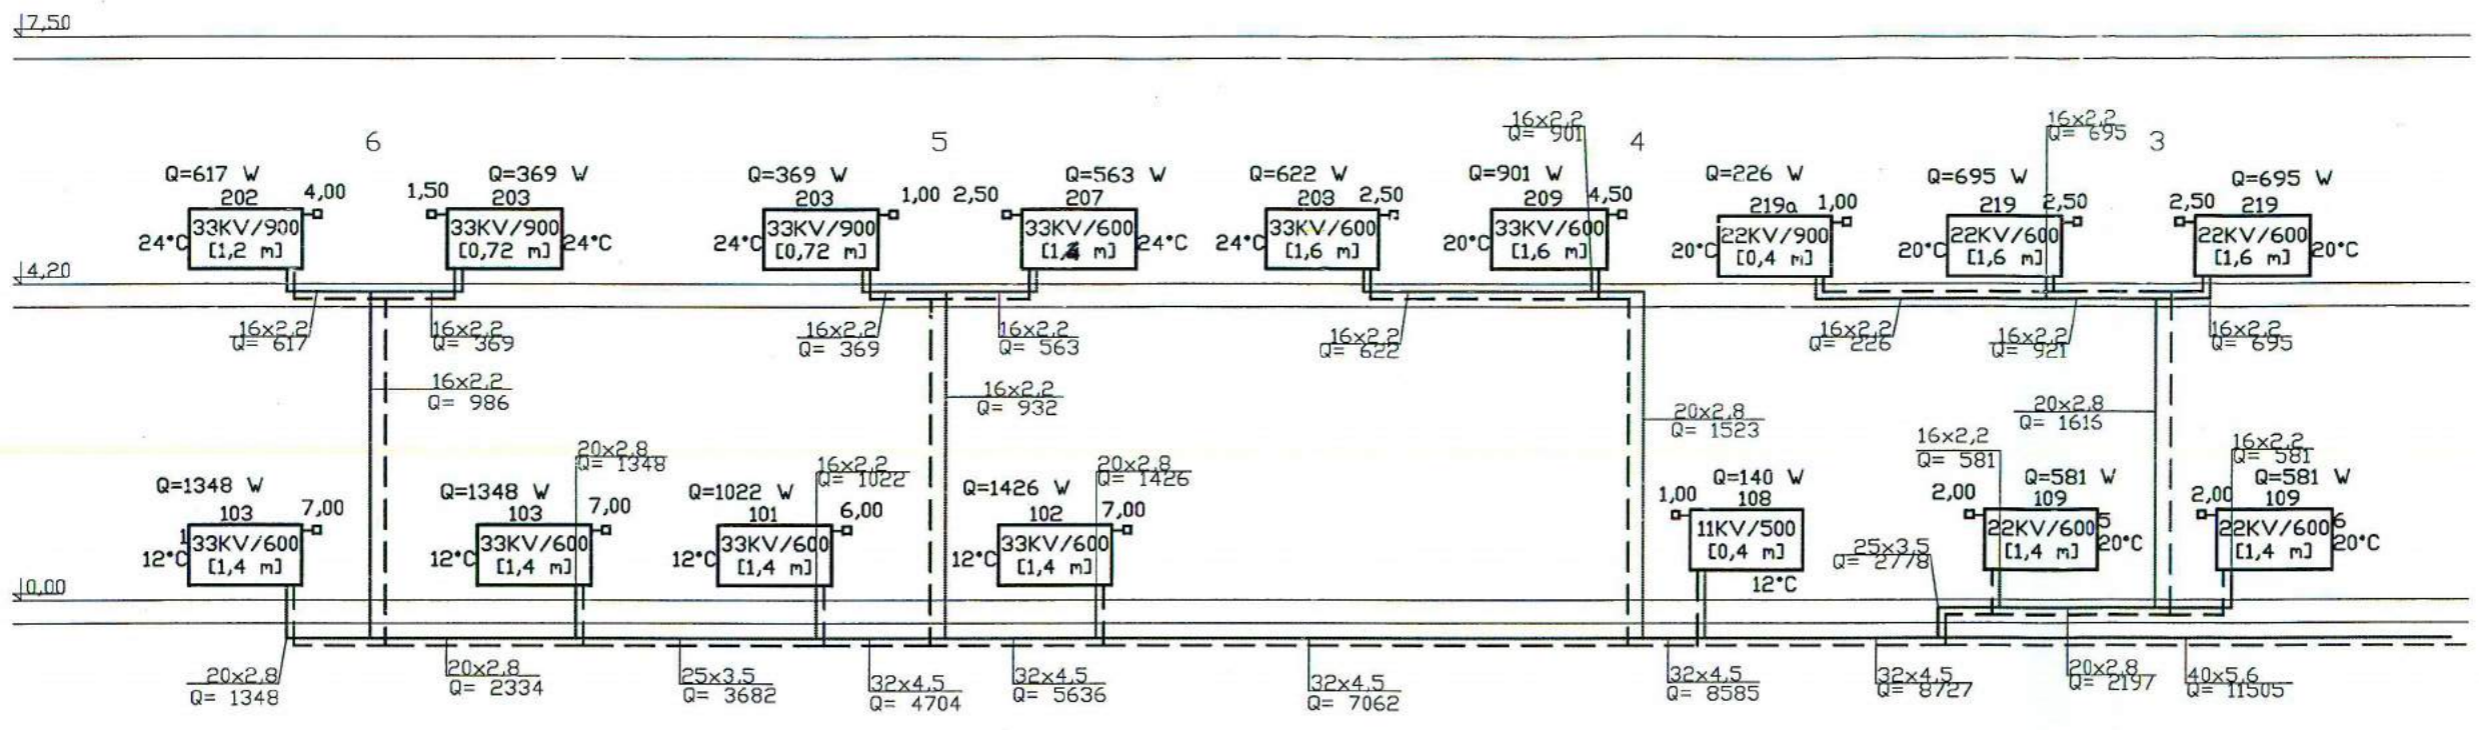 7,50
16x2,2
Q= 901
16x2,2
Q= 695
6
5
4
3
Q=617 W
202
4,00
33KV/900
[1,2 m]
24°C
Q=369 W
1,50
203
33KV/900
[0,72 m]
24°C
Q=369 W
203
1,00
33KV/900
[0,72 m]
24°C
Q=563 W
2,50
207
33KV/600
24°C
Q=622 W
203
2,50
33KV/600
[1,6 m]
24°C
Q=901 W
209
4,50
33KV/600
[1,6 m]
20°C
Q=226 W
219a
1,00
22KV/900
[0,4 m]
20°C
Q=695 W
219
2,50
22KV/600
[1,6 m]
20°C
Q=695 W
2,50
219
22KV/600
[1,6 m]
20°C
4,20
16x2,2
Q= 617
16x2,2
Q= 369
16x2,2
Q= 369
16x2,2
Q= 563
16x2,2
Q= 622
16x2,2
Q= 226
16x2,2
Q= 921
16x2,2
Q= 695
16x2,2
Q= 986
16x2,2
Q= 932
20x2,8
Q= 1523
20x2,8
Q= 1616
20x2,8
Q= 1348
16x2,2
Q= 1022
20x2,8
Q= 1426
16x2,2
Q= 581
16x2,2
Q= 581
Q=1348 W
103
7,00
1
33KV/600
[1,4 m]
12°C
Q=1348 W
103
7,00
33KV/600
[1,4 m]
12°C
Q=1022 W
101
6,00
33KV/600
[1,4 m]
12°C
Q=1426 W
102
7,00
33KV/600
[1,4 m]
12°C
Q=140 W
1,00
108
11KV/500
[0,4 m]
12°C
Q=581 W
2,00
109
22KV/600
5
[1,4 m]
20°C
Q=581 W
2,00
109
22KV/600
6
[1,4 m]
20°C
25x3,5
Q= 2778
0,00
20x2,8
Q= 1348
20x2,8
Q= 2334
25x3,5
Q= 3682
32x4,5
Q= 4704
32x4,5
Q= 5636
32x4,5
Q= 7062
32x4,5
Q= 8585
32x4,5
Q= 8727
20x2,8
Q= 2197
40x5,6
Q= 11505